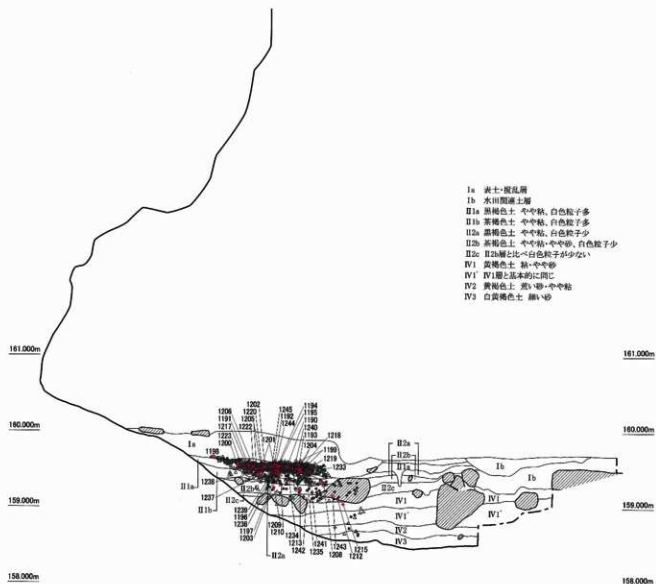 Ia 表土・攪乱層
Ib 水田関連土層
II1a 黒褐色土 やや粘、白色粒子多
II1b 茶褐色土 やや粘、白色粒子多
II2a 黒褐色土 やや粘、白色粒子少
II2b 茶褐色土 やや粘・やや砂、白色粒子少
II2c II2b層と比べ白色粒子が少ない
IV1 黄褐色土 粘・やや砂
IV1' IV1層と基本的に同じ
IV2 黄褐色土 荒い砂・やや粘
IV3 白黄褐色土 細い砂
161.000m
161.000m
160.000m
160.000m
159.000m
159.000m
158.000m
158.000m
1202
1206
1220
1191
1205
1217
1222
1223
1200
1201
1245
1192
1244
1194
1195
1190
1240
1193
1204
1218
1199
1219
1233
1198
Ia
II2a
II2b
II1a
Ib
Ib
1238
II1a
1237
II1b
II2b
II2c
II2c
IV1
IV1
IV1'
IV1'
IV2
IV3
1239
1196
1236
1197
1203
1209
1210
1234
1213
1242
1241
1235
1243
1208
1215
1212
II2a